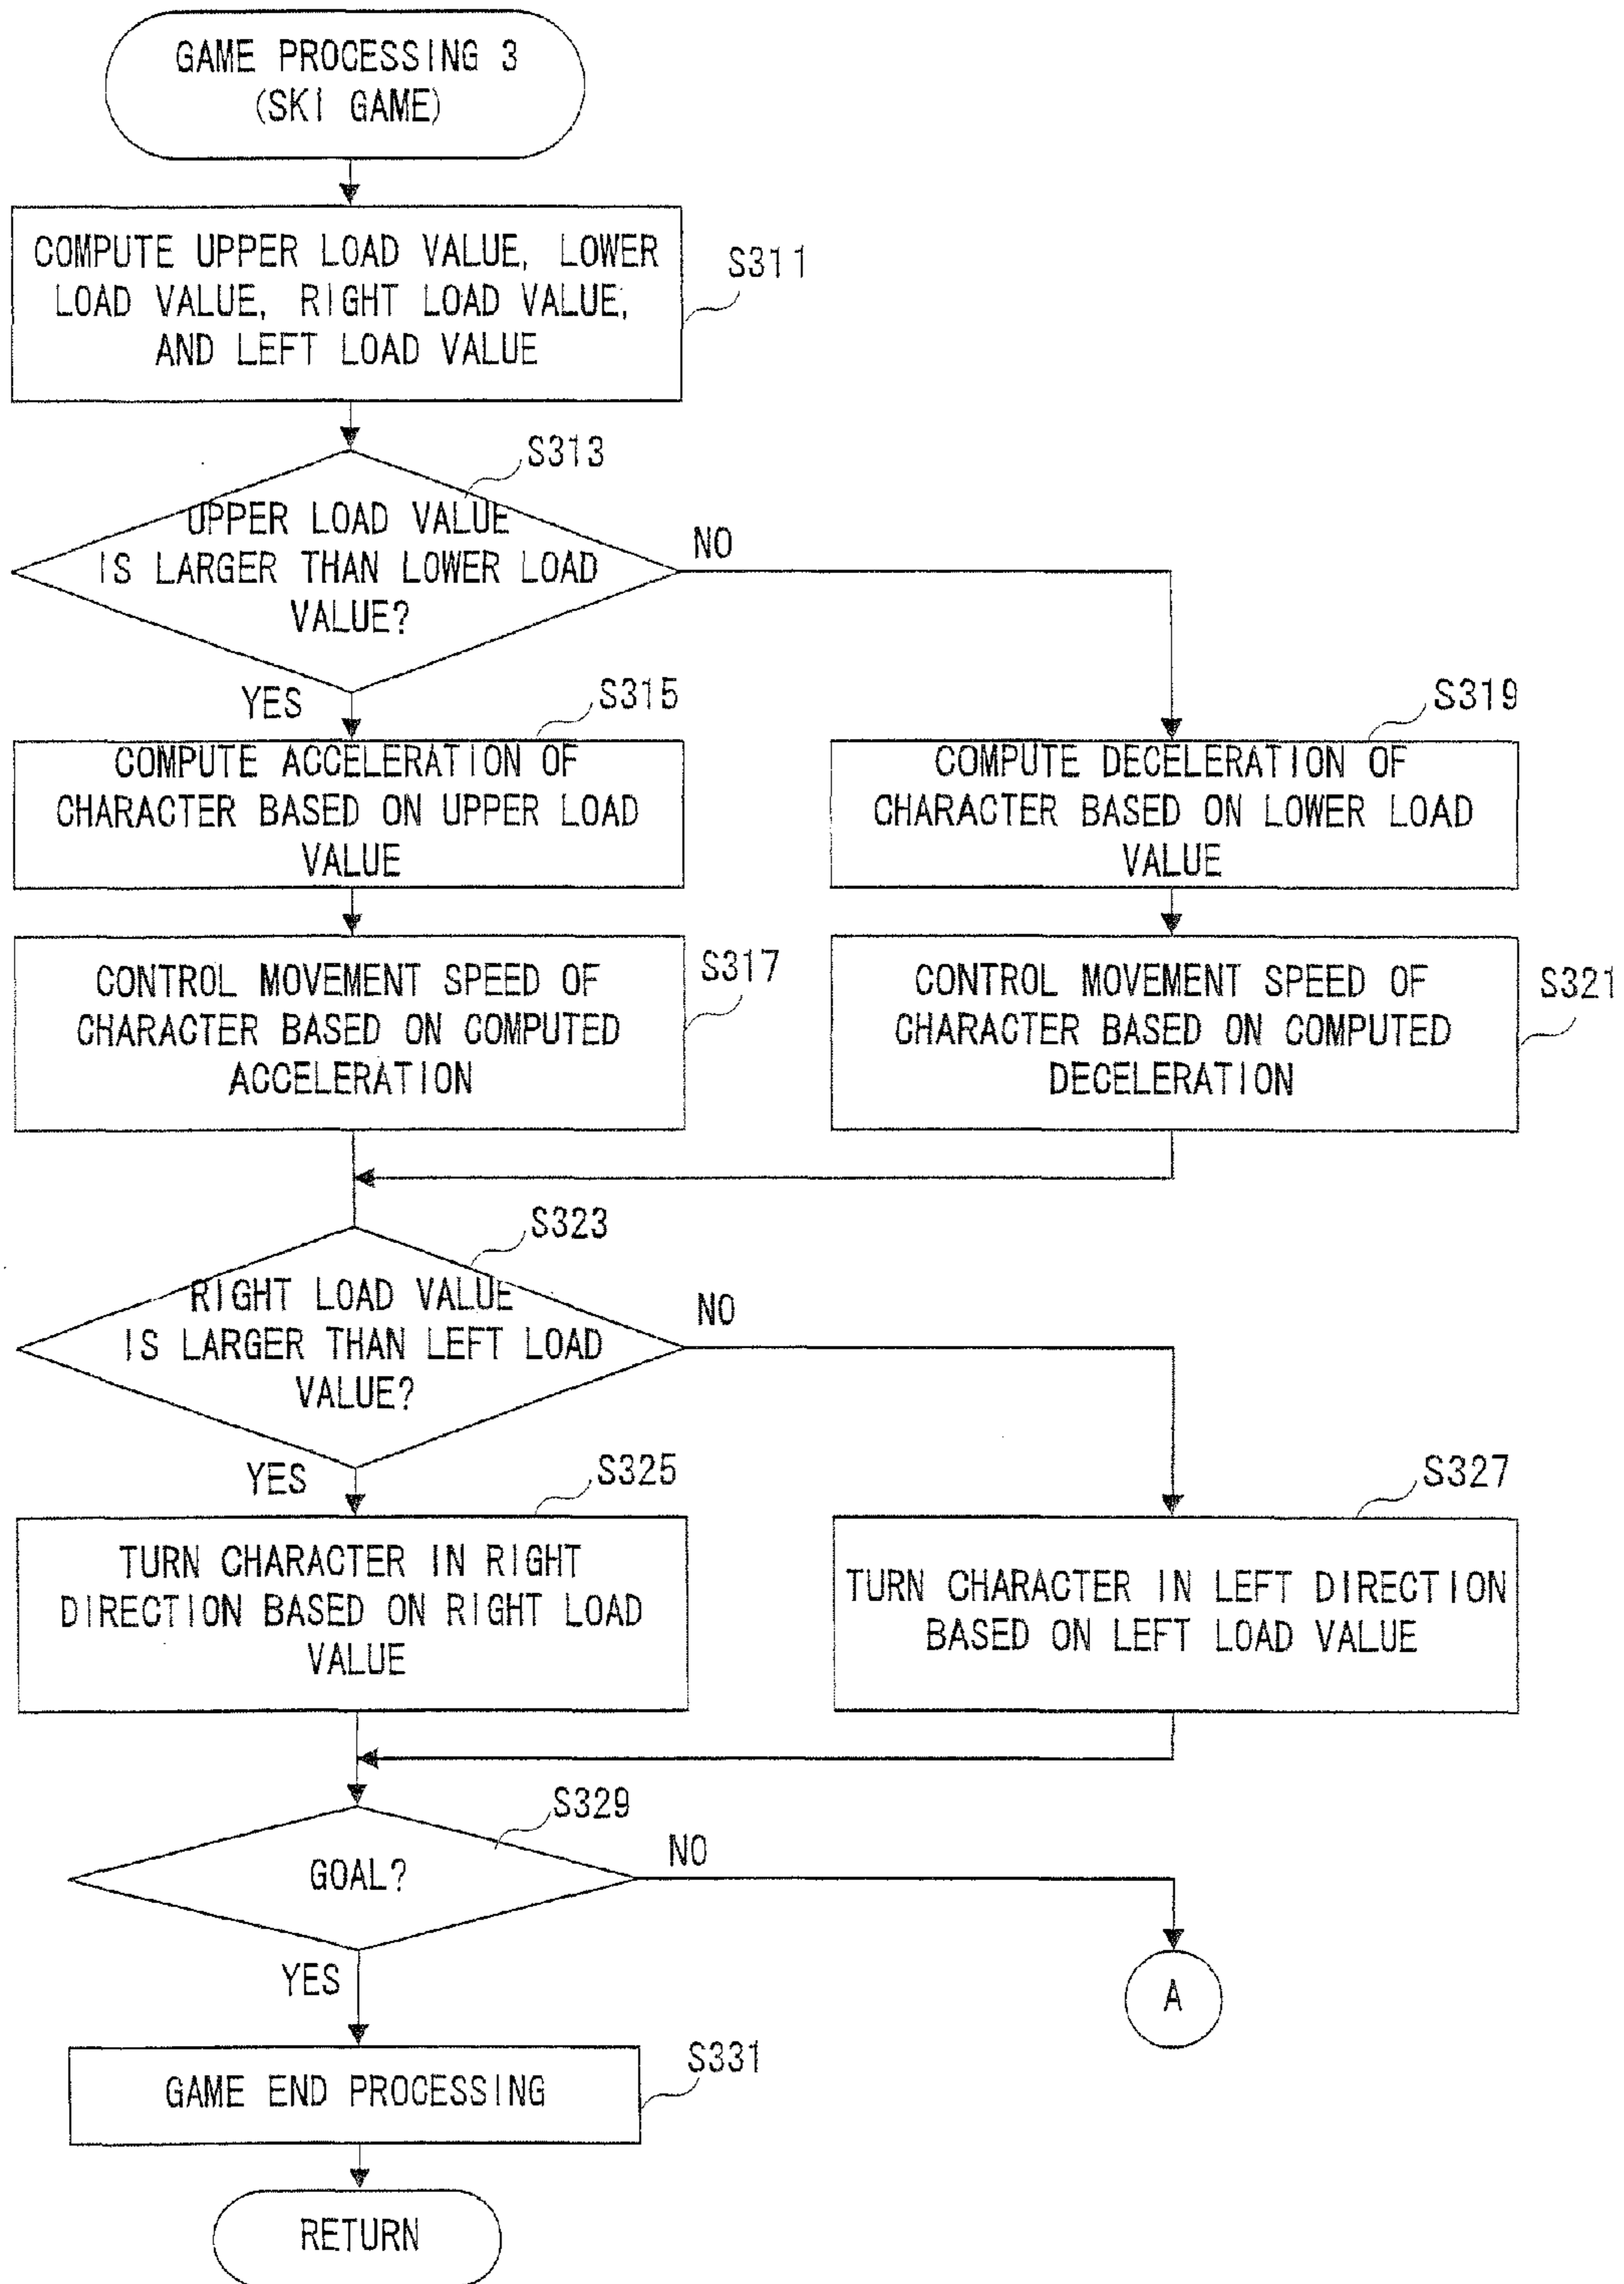 GAME PROCESSING 3
(SKI GAME)
COMPUTE UPPER LOAD VALUE, LOWER
LOAD VALUE, RIGHT LOAD VALUE,
AND LEFT LOAD VALUE
S311
S313
UPPER LOAD VALUE
IS LARGER THAN LOWER LOAD
VALUE?
NO
YES
S315
COMPUTE ACCELERATION OF
CHARACTER BASED ON UPPER LOAD
VALUE
S319
COMPUTE DECELERATION OF
CHARACTER BASED ON LOWER LOAD
VALUE
CONTROL MOVEMENT SPEED OF
CHARACTER BASED ON COMPUTED
ACCELERATION
S317
CONTROL MOVEMENT SPEED OF
CHARACTER BASED ON COMPUTED
DECELERATION
S321
S323
RIGHT LOAD VALUE
IS LARGER THAN LEFT LOAD
VALUE?
NO
YES
S325
TURN CHARACTER IN RIGHT
DIRECTION BASED ON RIGHT LOAD
VALUE
S327
TURN CHARACTER IN LEFT DIRECTION
BASED ON LEFT LOAD VALUE
S329
GOAL?
NO
YES
A
GAME END PROCESSING
S331
RETURN